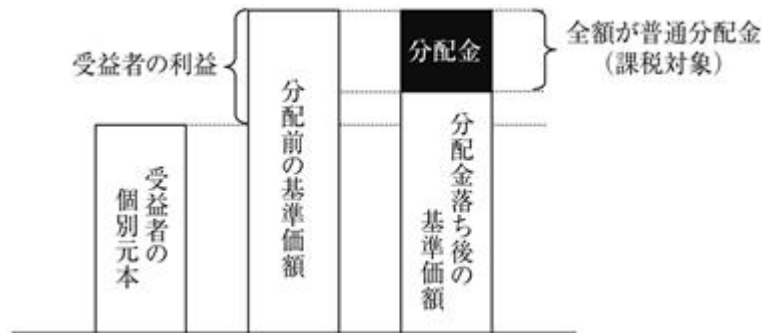 受益者の利益
受益者の
個別元本
分配前の基準価額
分配金
分配金落ち後の
基準価額
全額が普通分配金
（課税対象）